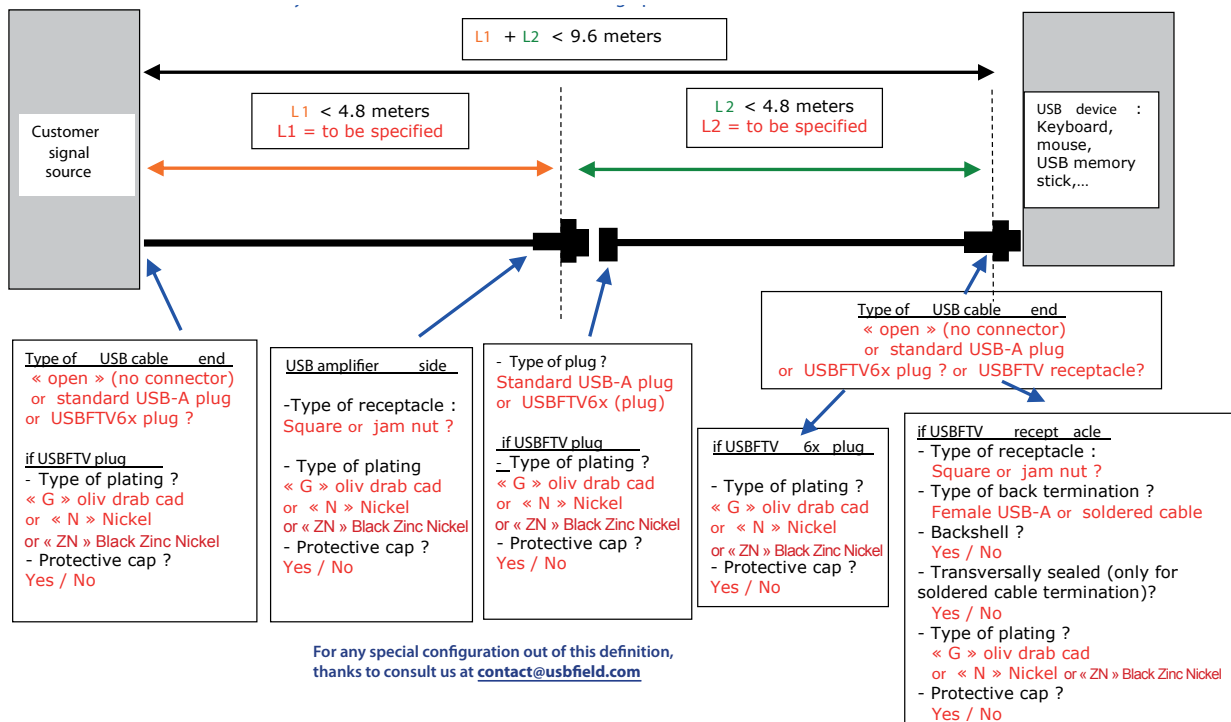 L1 + L2 < 9.6 meters
L1 < 4.8 meters
L1 = to be specified
L2 < 4.8 meters
L2 = to be specified
Customer
signal
source
USB device :
Keyboard,
mouse,
USB memory
stick,...
Type of USB cable end
« open » (no connector)
or standard USB-A plug
or USBFTV6x plug ?
if USBFTV plug
- Type of plating ?
« G » oliv drab cad
or « N » Nickel
or « ZN » Black Zinc Nickel
- Protective cap ?
Yes / No
USB amplifier side
-Type of receptacle :
Square or jam nut ?
- Type of plating
« G » oliv drab cad
or « N » Nickel
or « ZN » Black Zinc Nickel
- Protective cap ?
Yes / No
- Type of plug ?
Standard USB-A plug
or USBFTV6x (plug)
if USBFTV plug
- Type of plating ?
« G » oliv drab cad
or « N » Nickel
or « ZN » Black Zinc Nickel
- Protective cap ?
Yes / No
Type of USB cable end
« open » (no connector)
or standard USB-A plug
or USBFTV6x plug ? or USBFTV receptacle?
if USBFTV 6x plug
- Type of plating ?
« G » oliv drab cad
or « N » Nickel
or « ZN » Black Zinc Nickel
- Protective cap ?
Yes / No
if USBFTV recept acle
- Type of receptacle :
Square or jam nut ?
- Type of back termination ?
Female USB-A or soldered cable
- Backshell ?
Yes / No
- Transversally sealed (only for
soldered cable termination)?
Yes / No
- Type of plating ?
« G » oliv drab cad
or « N » Nickel or « ZN » Black Zinc Nickel
- Protective cap ?
Yes / No
For any special configuration out of this definition,
thanks to consult us at contact@usbfield.com